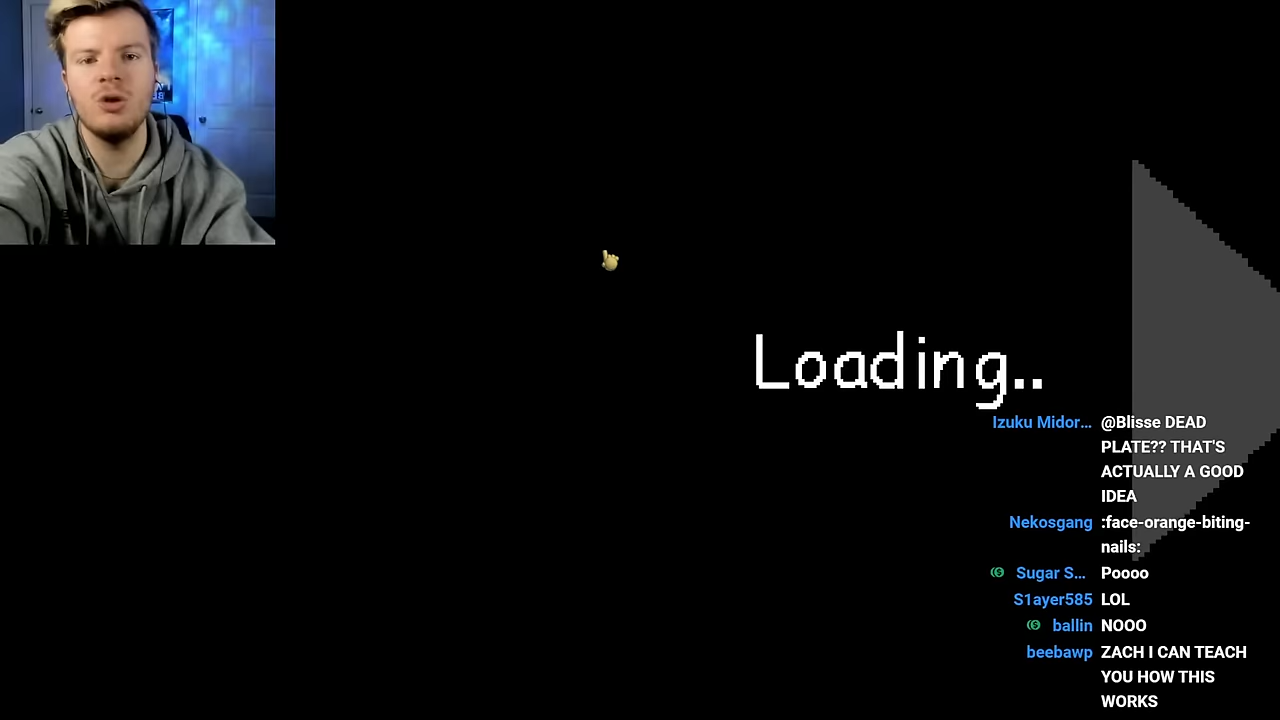 Loading..
Izuku Midor… @Blisse DEAD
PLATE?? THAT'S
ACTUALLY A GOOD
IDEA
Nekosgang :face-orange-biting-
nails:
Sugar S… Poooo
S1ayer585 LOL
ballin NOOO
beebawp ZACH I CAN TEACH
YOU HOW THIS
WORKS